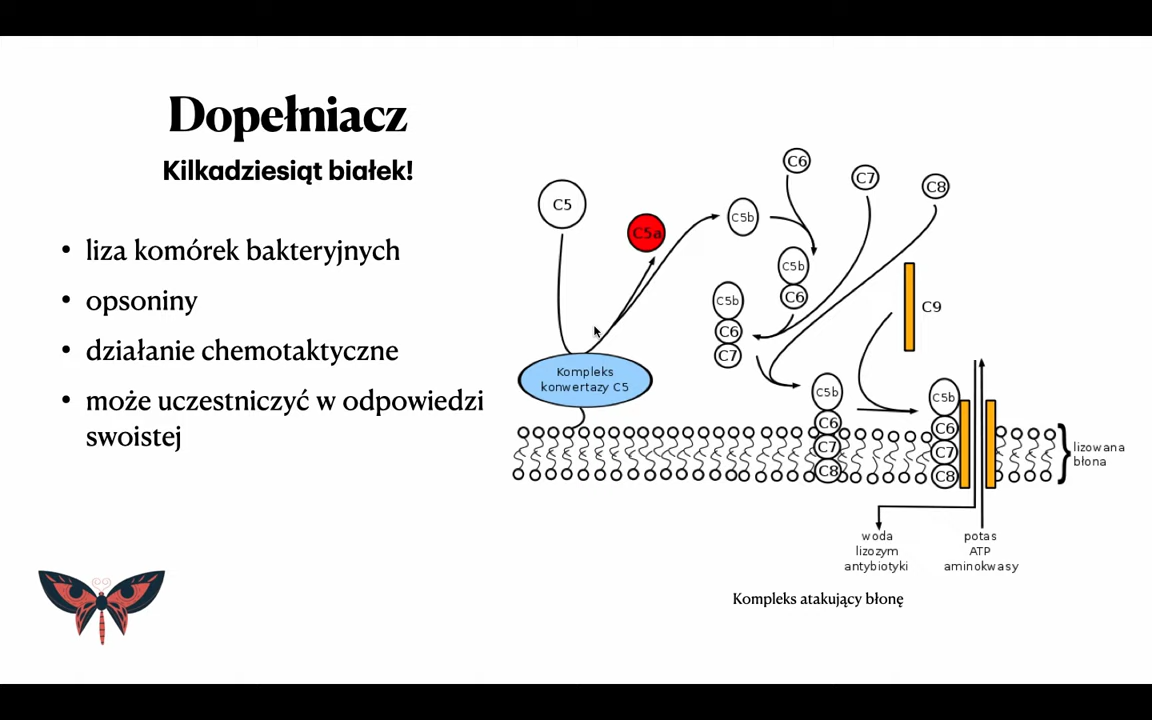 Dopełniacz
Kilkadziesiąt białek!
• liza komórek bakteryjnych
• opsoniny
• działanie chemotaktyczne
• może uczestniczyć w odpowiedzi
swoistej
C5
C5a
C5b
C6
C7
C8
C5b
C6
C5b
C6
C7
C9
Kompleks
konwertazy C5
C5b
C6
C7
C8
C5b
C6
C7
C8
lizowana
błona
woda
lizozym
antybiotyki
potas
ATP
aminokwasy
Kompleks atakujący błonę